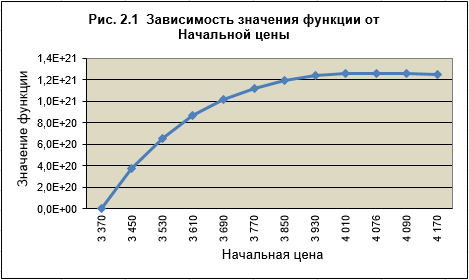 Рис. 2.1 Зависимость значения функции от
Начальной цены
Значение функции
1,4E+21
1,2E+21
1,0E+21
8,0E+20
6,0E+20
4,0E+20
2,0E+20
0,0E+00
3 370
3 450
3 530
3 610
3 690
3 770
3 850
3 930
4 010
4 076
4 090
4 170
Начальная цена